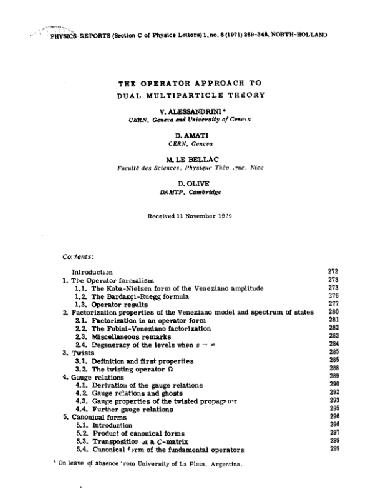 PHYSICS REPORTS (Section C of Physics Letters) 1, no. 6 (1971) 269-346, NORTH-HOLLAND
THE OPERATOR APPROACH TO
DUAL MULTIPARTICLE THEORY
V. ALESSANDRINI *
CERN, Geneva and University of Geneva
D. AMATI
CERN, Geneva
M. LE BELLAC
Faculté des Sciences, Physique Nice
D. OLIVE
DAMTP, Cambridge
Received 11 November 1970
Contents:
Introduction 272
1. The Operator formalism 273
1.1. The Koba-Nielsen form of the Veneziano amplitude 273
1.2. The Bardakçi-Ruegg formula 276
1.3. Operator results 277
2. Factorization properties of the Veneziano model and spectrum of states 280
2.1. Factorization in an operator form 281
2.2. The Fubini-Veneziano factorization 282
2.3. Miscellaneous remarks 283
2.4. Degeneracy of the levels when s → ∞ 284
3. Twists 285
3.1. Definition and first properties 285
3.2. The twisting operator Ω 286
4. Gauge relations 289
4.1. Derivation of the gauge relations 290
4.2. Gauge relations and ghosts 292
4.3. Gauge properties of the twisted propagator 293
4.4. Further gauge relations 295
5. Canonical forms 296
5.1. Introduction 296
5.2. Product of canonical forms 297
5.3. Transposition as a C-matrix
5.4. Canonical form of the fundamental operators
* On leave of absence from University of La Plata, Argentina.